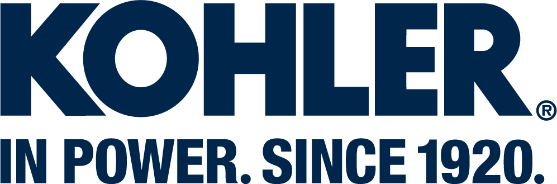 KOHLER®
IN POWER. SINCE 1920.